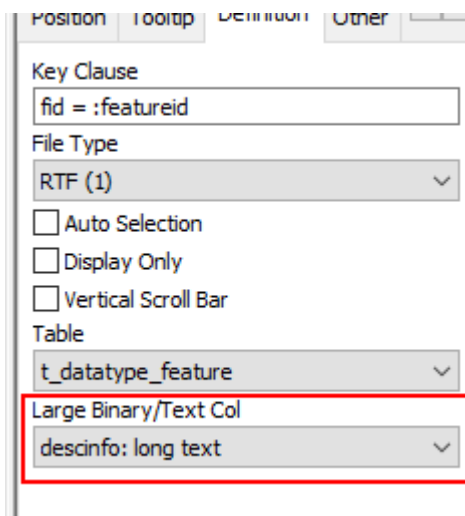 Position Tooltip Definition Other
Key Clause
fid = :featureid
File Type
RTF (1)
Auto Selection
Display Only
Vertical Scroll Bar
Table
t_datatype_feature
Large Binary/Text Col
descinfo: long text